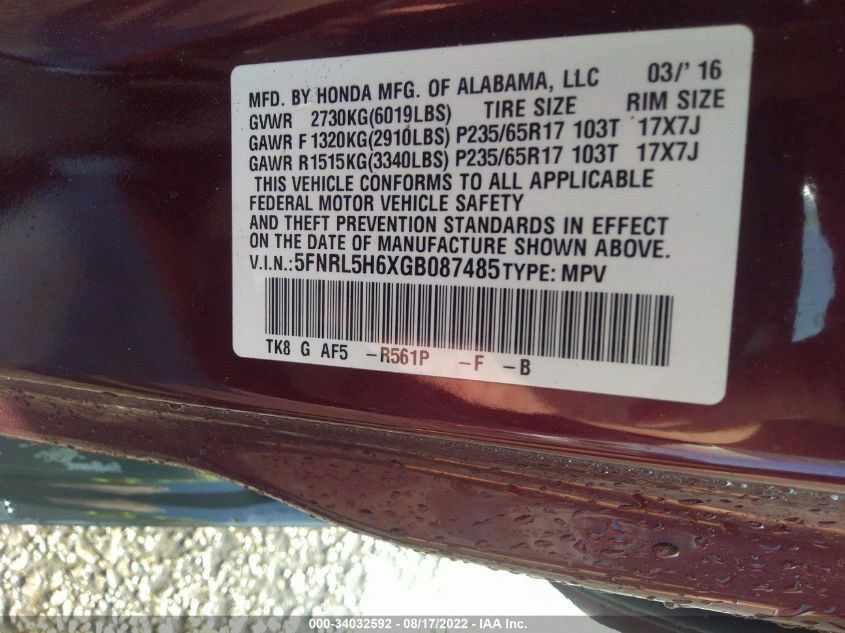 MFD. BY HONDA MFG. OF ALABAMA, LLC 03/' 16
GVWR 2730KG(6019LBS) TIRE SIZE RIM SIZE
GAWR F 1320KG(2910LBS) P235/65R17 103T 17X7J
GAWR R1515KG(3340LBS) P235/65R17 103T 17X7J
THIS VEHICLE CONFORMS TO ALL APPLICABLE
FEDERAL MOTOR VEHICLE SAFETY
AND THEFT PREVENTION STANDARDS IN EFFECT
ON THE DATE OF MANUFACTURE SHOWN ABOVE.
V.I.N.:5FNRL5H6XGB087485TYPE: MPV
TK8 G AF5 -R561P -F -B
000-34032592 - 08/17/2022 - IAA Inc.